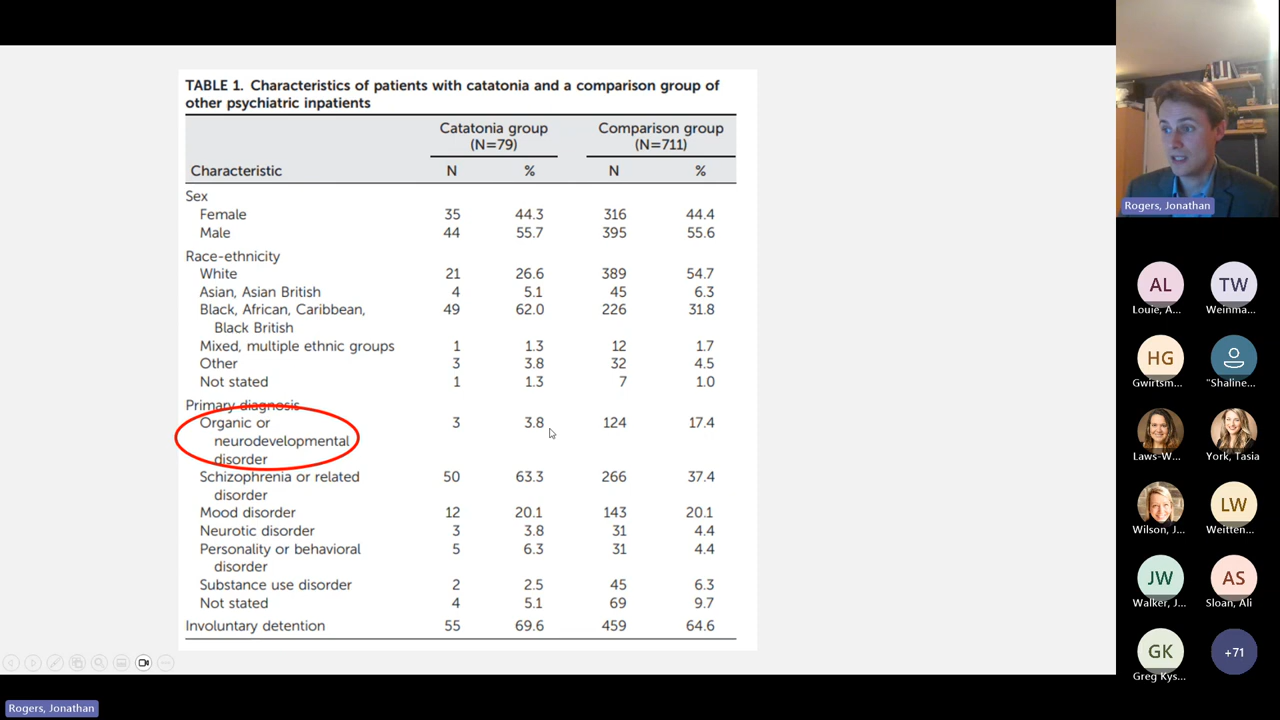 TABLE 1. Characteristics of patients with catatonia and a comparison group of
other psychiatric inpatients
Catatonia group Comparison group
(N=79) (N=711)
Characteristic N % N %
Sex
Female 35 44.3 316 44.4
Male 44 55.7 395 55.6
Race-ethnicity
White 21 26.6 389 54.7
Asian, Asian British 4 5.1 45 6.3
Black, African, Caribbean, 49 62.0 226 31.8
Black British
Mixed, multiple ethnic groups 1 1.3 12 1.7
Other 3 3.8 32 4.5
Not stated 1 1.3 7 1.0
Primary diagnosis
Organic or 3 3.8 124 17.4
neurodevelopmental
disorder
Schizophrenia or related 50 63.3 266 37.4
disorder
Mood disorder 12 20.1 143 20.1
Neurotic disorder 3 3.8 31 4.4
Personality or behavioral 5 6.3 31 4.4
disorder
Substance use disorder 2 2.5 45 6.3
Not stated 4 5.1 69 9.7
Involuntary detention 55 69.6 459 64.6
Rogers, Jonathan
AL TW
Louie, A... Weinma...
HG
Gwirtsm... "Shaline...
Laws-W... York, Tasia
LW
Wilson, J... Weitten...
JW AS
Walker, J... Sloan, Ali
GK +71
Greg Kys...
Rogers, Jonathan